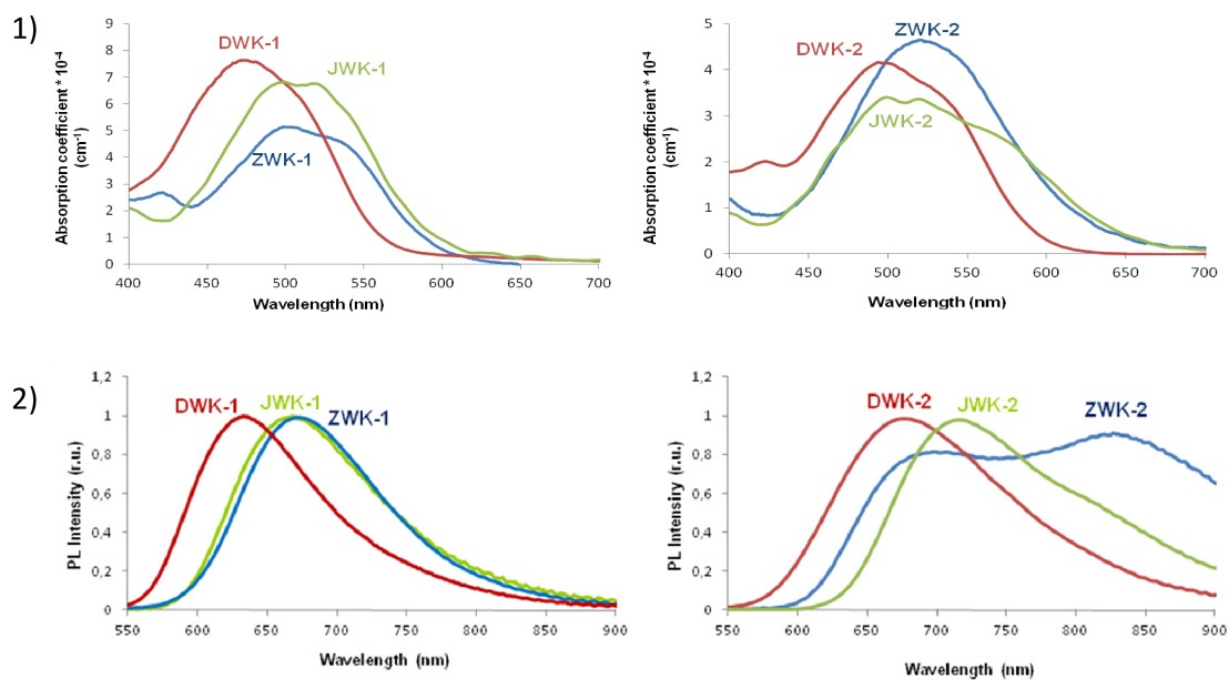 1)
9
8
7
6
5
4
3
2
1
0
400 450 500 550 600 650 700
Absorption coefficient * 10-4
(cm-1)
Wavelength (nm)
DWK-1
JWK-1
ZWK-1
5
4
3
2
1
0
400 450 500 550 600 650 700
Absorption coefficient * 10-4
(cm-1)
Wavelength (nm)
ZWK-2
DWK-2
JWK-2
2)
1,2
1
0,8
0,6
0,4
0,2
0
550 600 650 700 750 800 850 900
PL Intensity (r.u.)
Wavelength (nm)
DWK-1
JWK-1
ZWK-1
1,2
1
0,8
0,6
0,4
0,2
0
550 600 650 700 750 800 850 900
PL Intensiry (r.u.)
Wavelength (nm)
DWK-2
JWK-2
ZWK-2